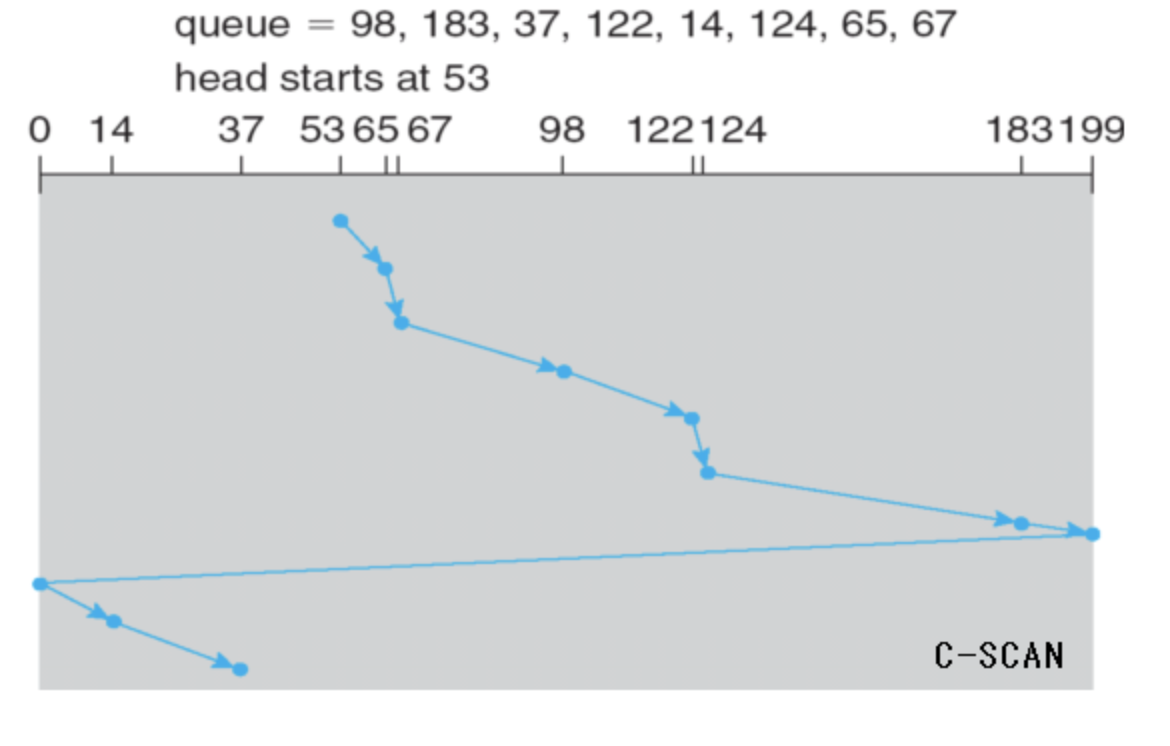 queue = 98, 183, 37, 122, 14, 124, 65, 67
head starts at 53
0 14 37 53 65 67 98 122 124 183 199
C-SCAN